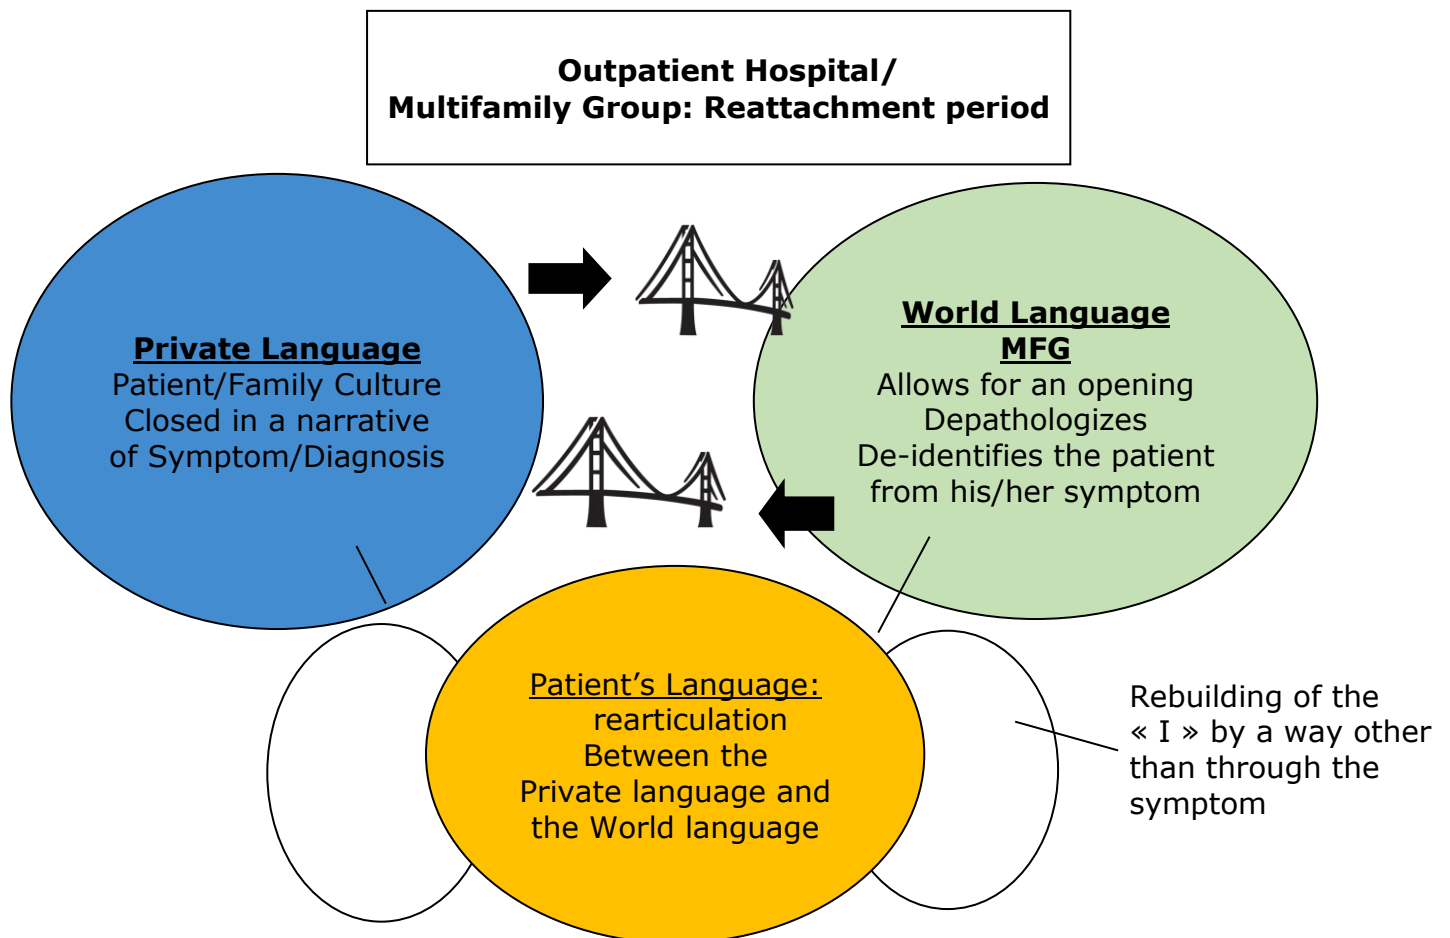 Outpatient Hospital/
Multifamily Group: Reattachment period
Private Language
Patient/Family Culture
Closed in a narrative
of Symptom/Diagnosis
World Language
MFG
Allows for an opening
Depathologizes
De-identifies the patient
from his/her symptom
Patient’s Language:
rearticulation
Between the
Private language and
the World language
Rebuilding of the
« I » by a way other
than through the
symptom